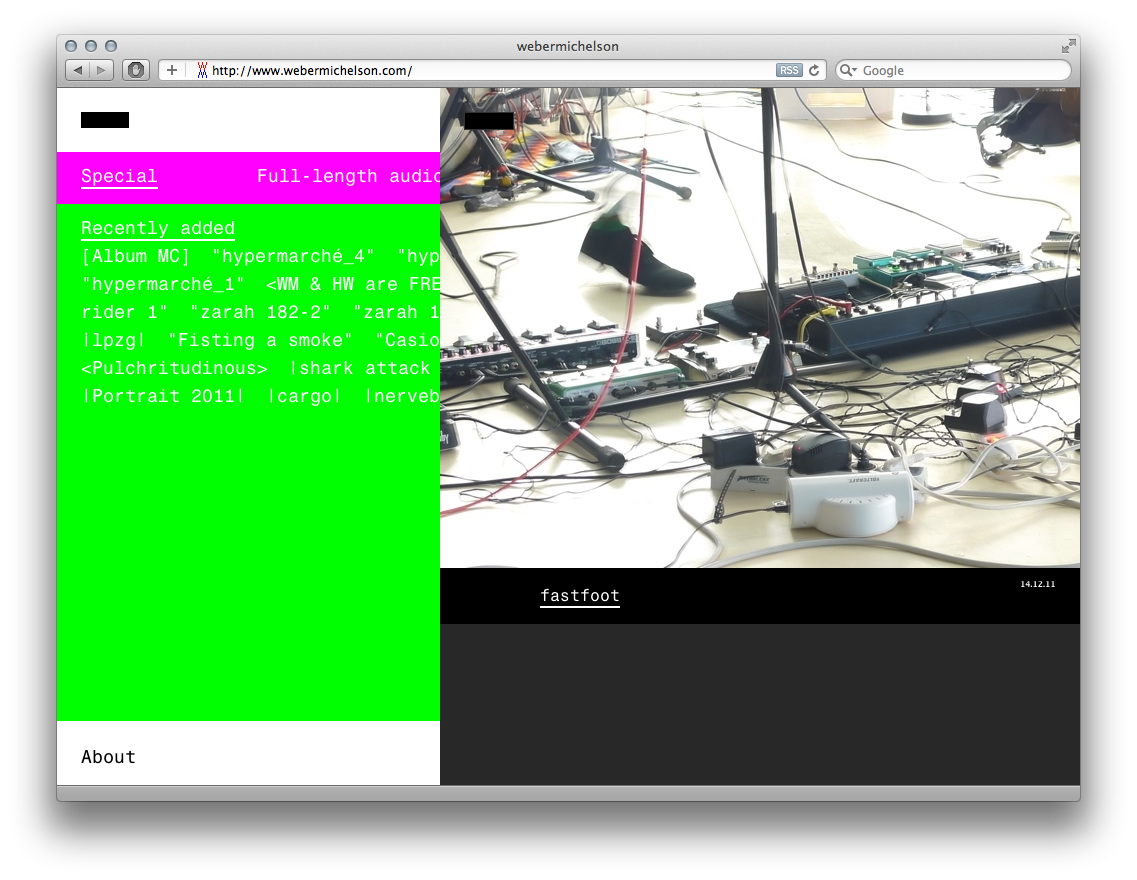 webermichelson
http://www.webermichelson.com/
RSS
Google
Special Full-length audio
Recently added
[Album MC] "hypermarché_4" "hyp
"hypermarché_1" <WM & HW are FRE
rider 1" "zarah 182-2" "zarah 1
|lpzg| "Fisting a smoke" "Casio
<Pulchritudinous> |shark attack
|Portrait 2011| |cargo| |nerveb
About
VOLTCRAFT
fastfoot
14.12.11